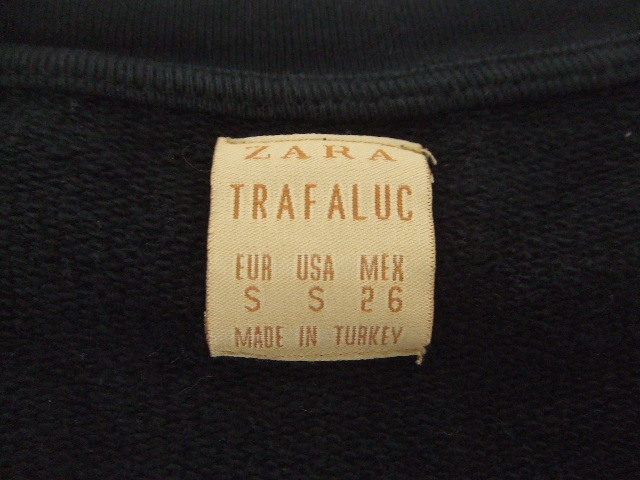 ZARA
TRAFALUC
EUR USA MEX
S S 26
MADE IN TURKEY